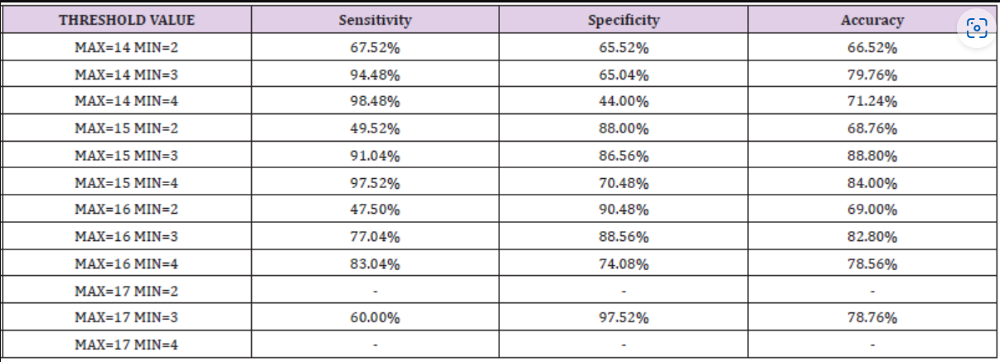 THRESHOLD VALUE Sensitivity Specificity Accuracy
MAX=14 MIN=2 67.52% 65.52% 66.52%
MAX=14 MIN=3 94.48% 65.04% 79.76%
MAX=14 MIN=4 98.48% 44.00% 71.24%
MAX=15 MIN=2 49.52% 88.00% 68.76%
MAX=15 MIN=3 91.04% 86.56% 88.80%
MAX=15 MIN=4 97.52% 70.48% 84.00%
MAX=16 MIN=2 47.50% 90.48% 69.00%
MAX=16 MIN=3 77.04% 88.56% 82.80%
MAX=16 MIN=4 83.04% 74.08% 78.56%
MAX=17 MIN=2 - - -
MAX=17 MIN=3 60.00% 97.52% 78.76%
MAX=17 MIN=4 - - -